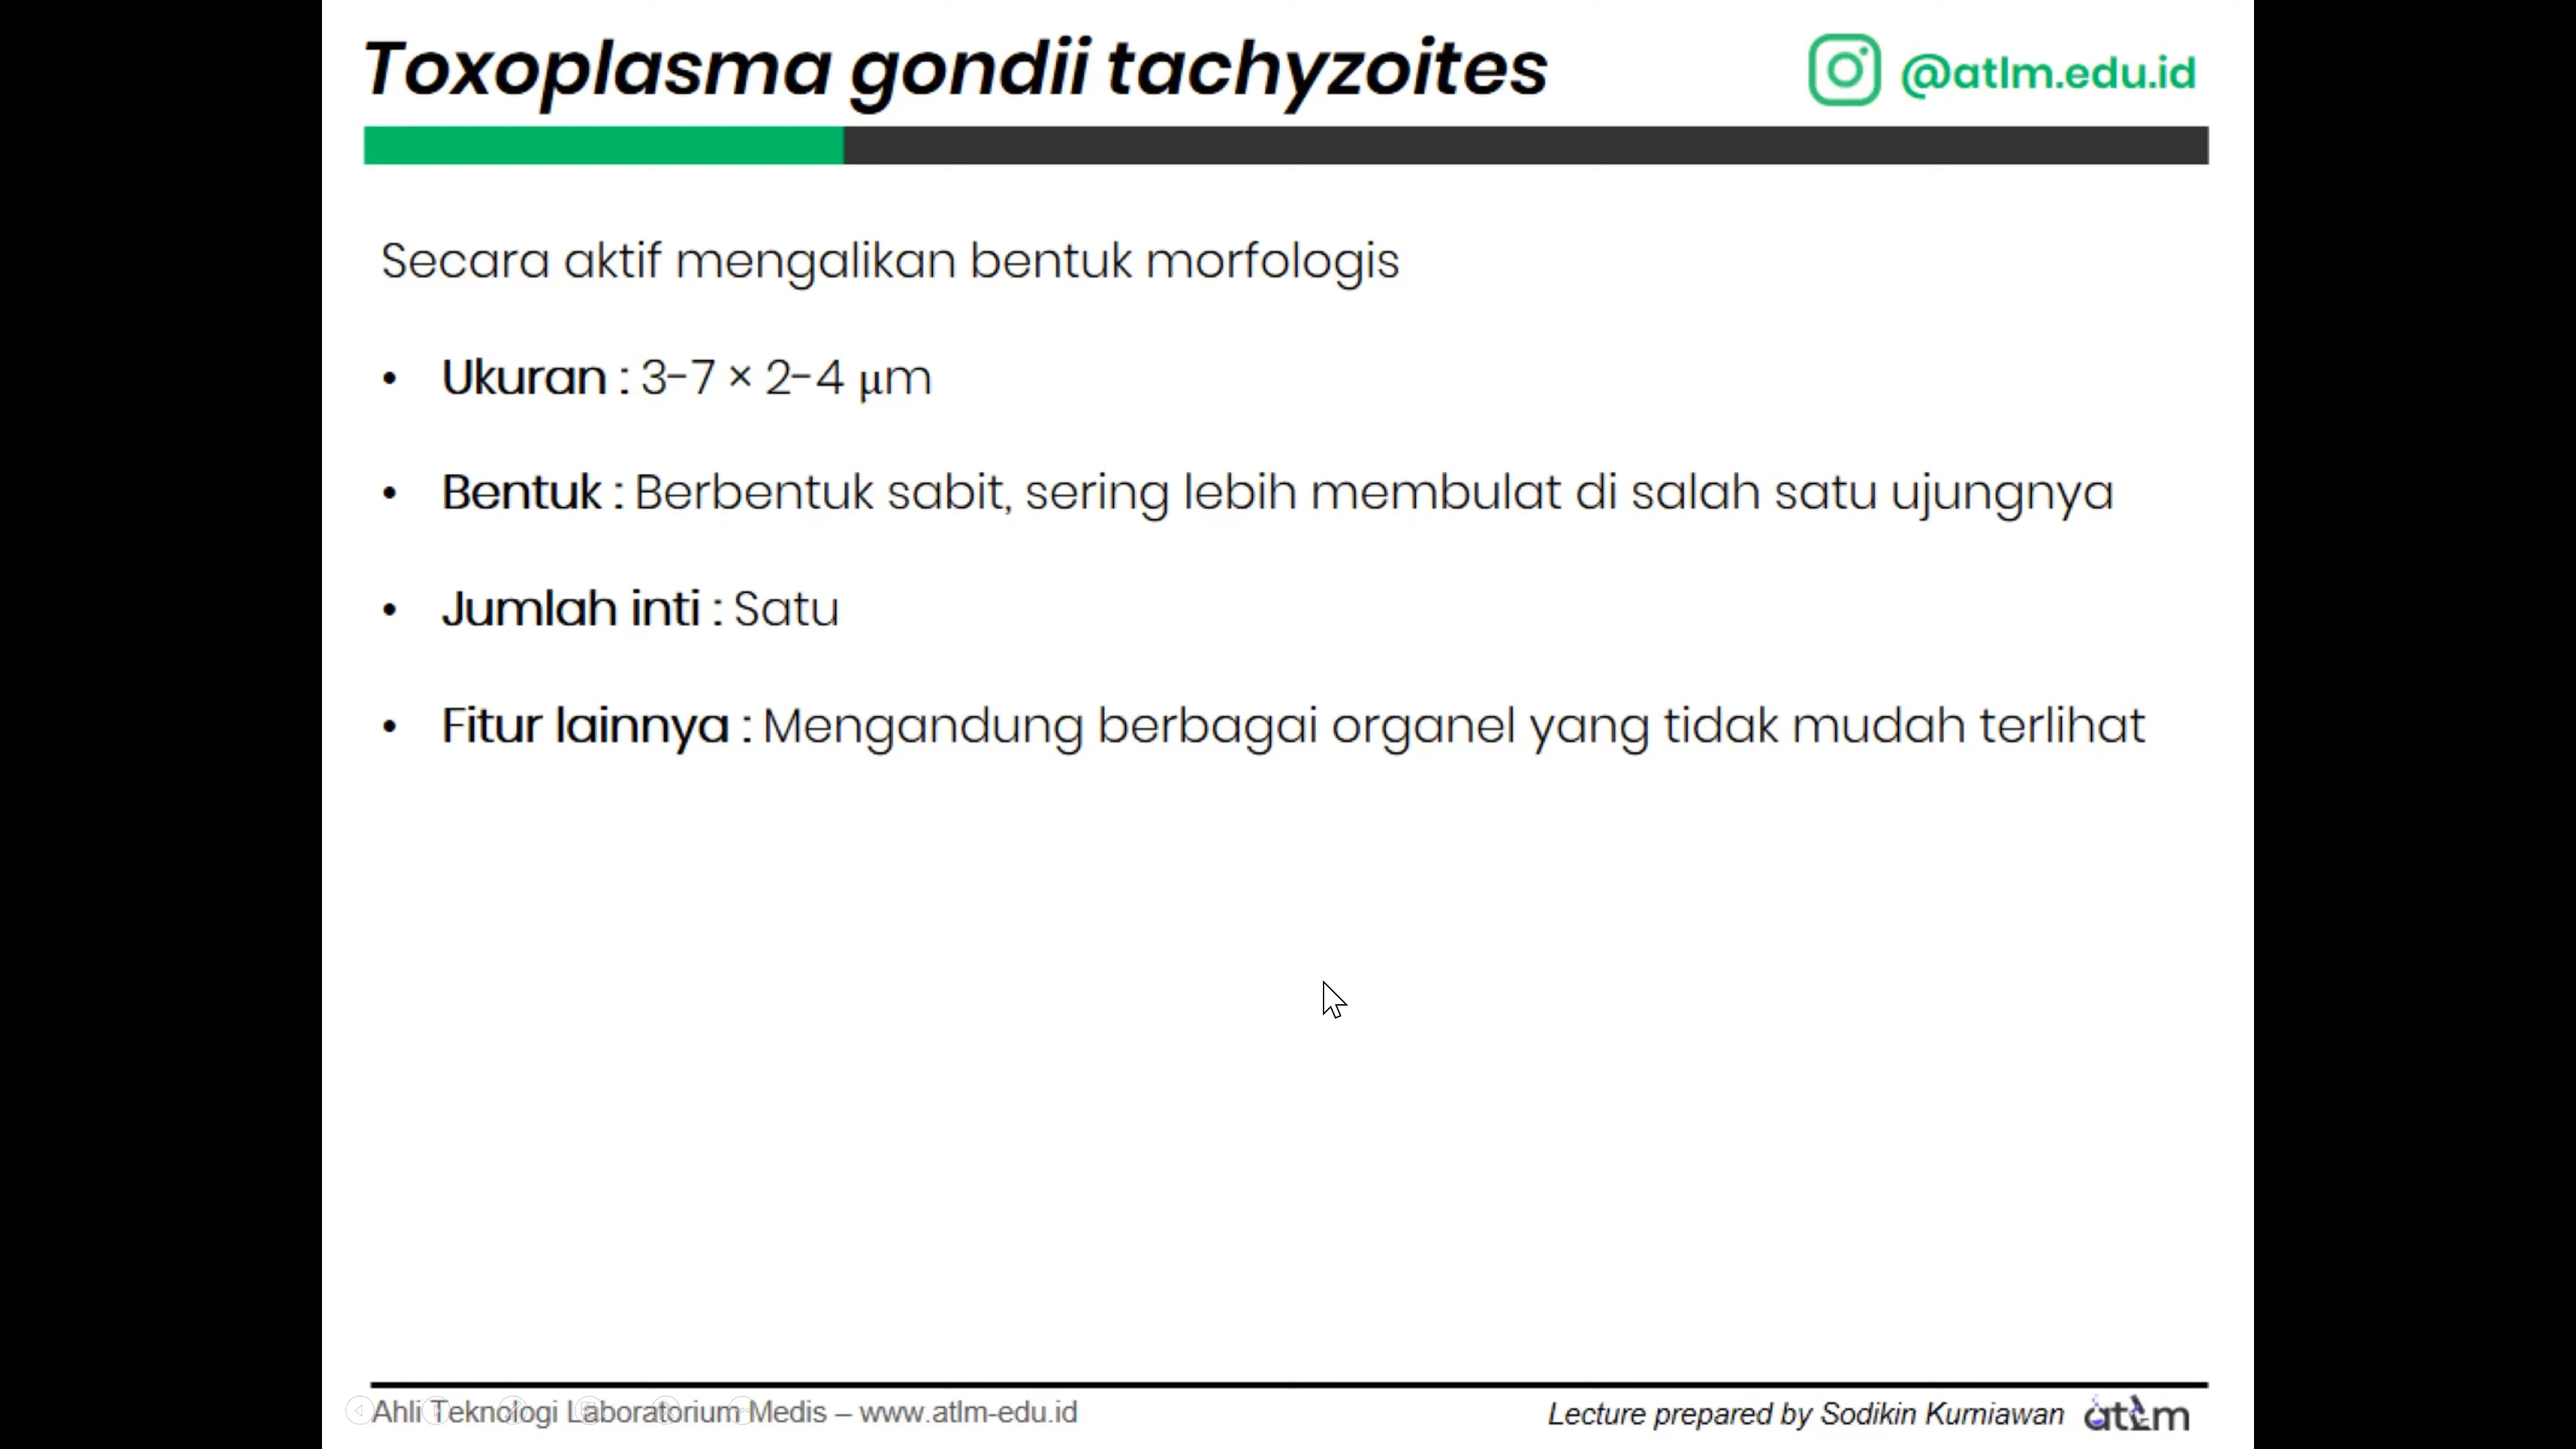 Toxoplasma gondii tachyzoites
@atlm.edu.id
Secara aktif mengalikan bentuk morfologis
• Ukuran : 3-7 × 2-4 μm
• Bentuk : Berbentuk sabit, sering lebih membulat di salah satu ujungnya
• Jumlah inti : Satu
• Fitur lainnya : Mengandung berbagai organel yang tidak mudah terlihat
Ahli Teknologi Laboratorium Medis – www.atlm-edu.id
Lecture prepared by Sodikin Kurniawan
atlm